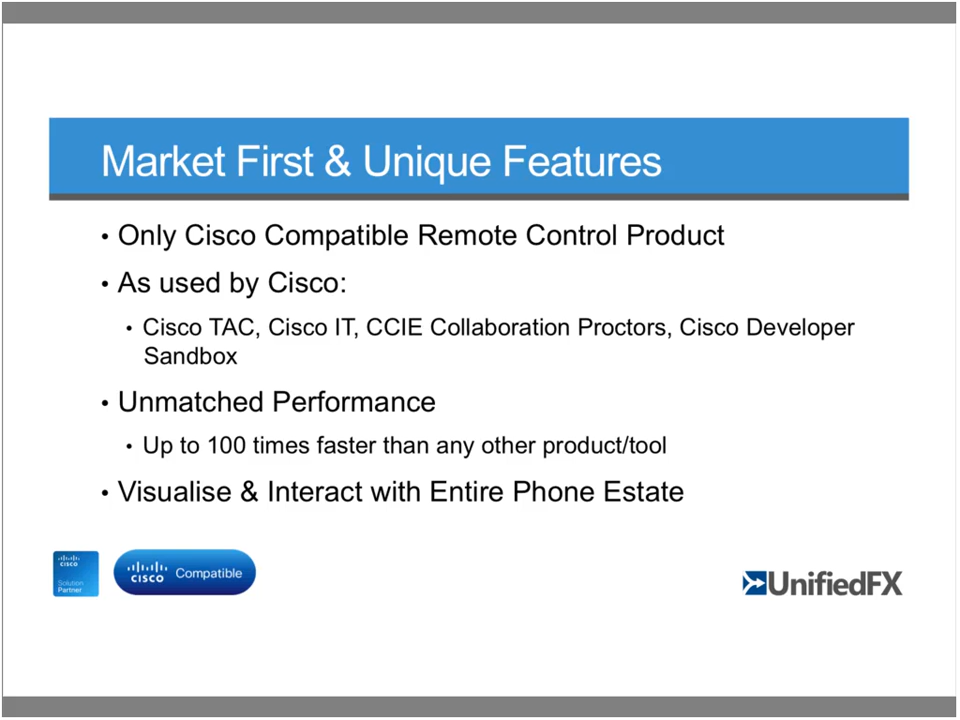 Market First & Unique Features
• Only Cisco Compatible Remote Control Product
• As used by Cisco:
• Cisco TAC, Cisco IT, CCIE Collaboration Proctors, Cisco Developer
Sandbox
• Unmatched Performance
• Up to 100 times faster than any other product/tool
• Visualise & Interact with Entire Phone Estate
CISCO
Solution
Partner
CISCO Compatible
UnifiedFX